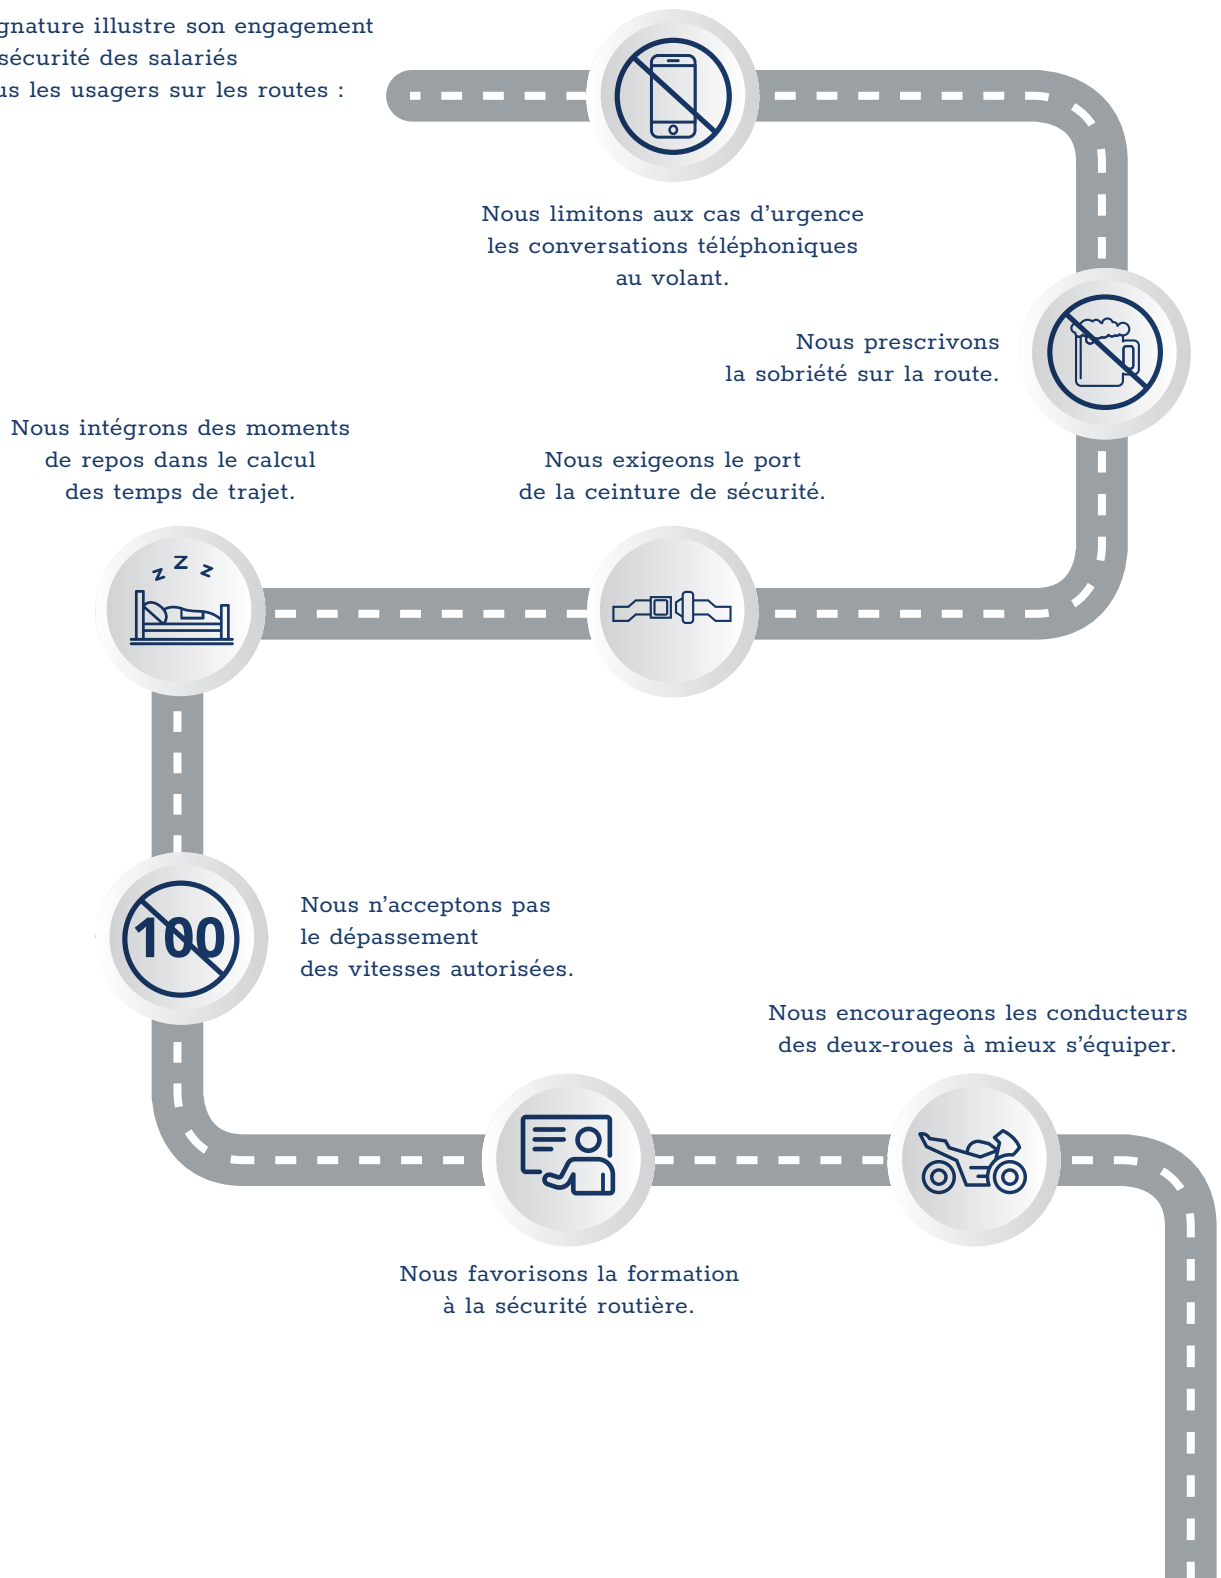 gnature illustre son engagement
sécurité des salariés
us les usagers sur les routes :
Nous limitons aux cas d’urgence
les conversations téléphoniques
au volant.
Nous prescrivons
la sobriété sur la route.
Nous exigeons le port
de la ceinture de sécurité.
Nous intégrons des moments
de repos dans le calcul
des temps de trajet.
z Z z
100
Nous n’acceptons pas
le dépassement
des vitesses autorisées.
Nous favorisons la formation
à la sécurité routière.
Nous encourageons les conducteurs
des deux-roues à mieux s’équiper.